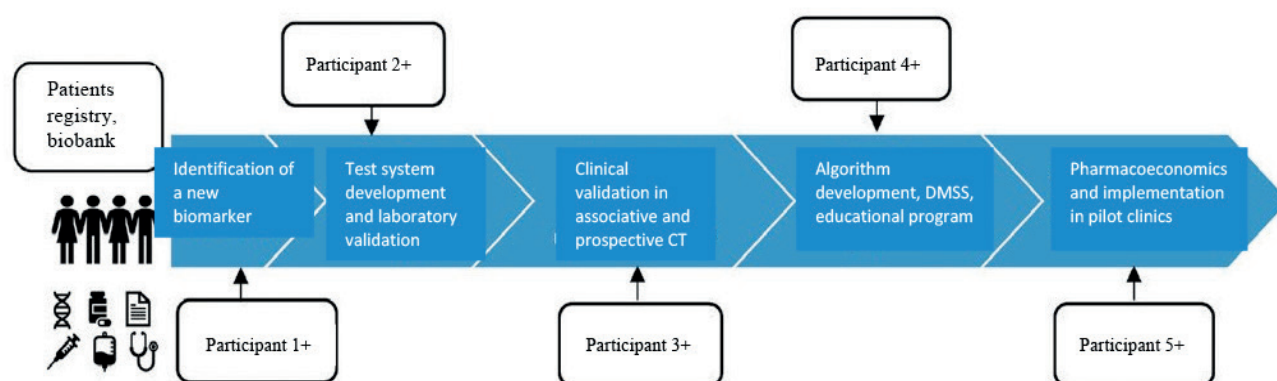 Participant 2+
Participant 4+
Patients
registry,
biobank
Identification of
a new
biomarker
Test system
development
and laboratory
validation
Clinical
validation in
associative and
prospective CT
Algorithm
development, DMSS,
educational program
Pharmacoeconomics
and implementation
in pilot clinics
Participant 1+
Participant 3+
Participant 5+